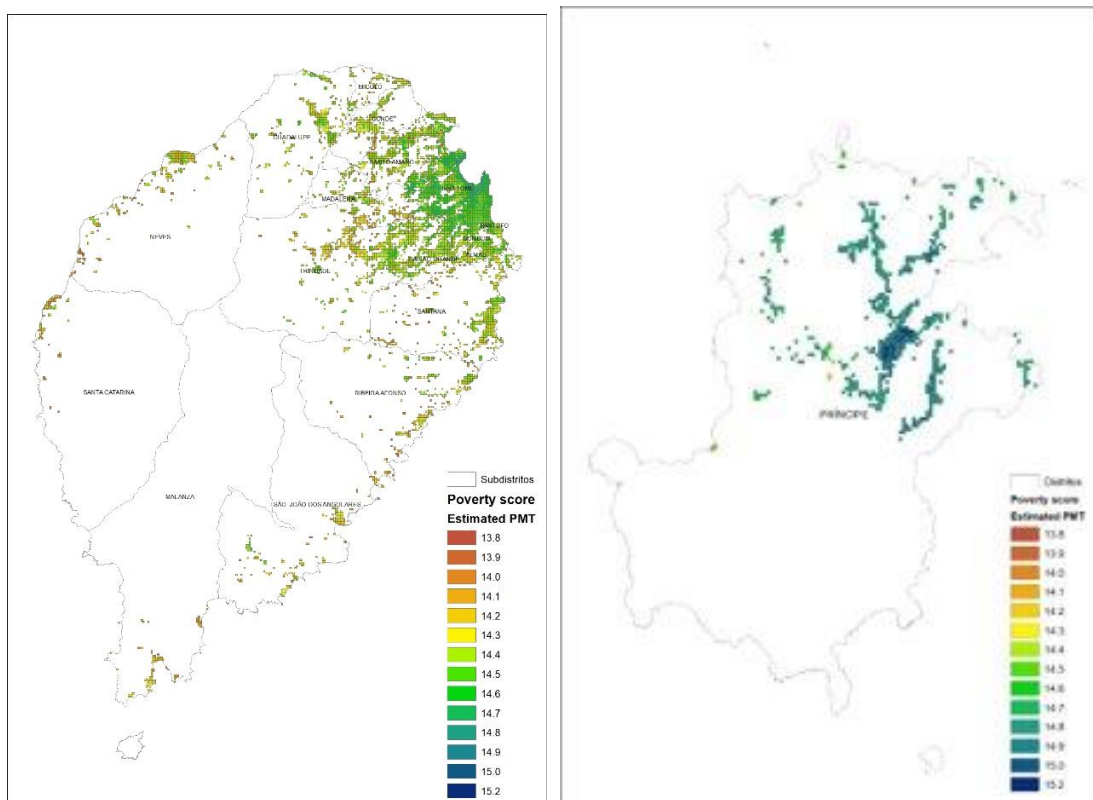 GUADALUPE
SANTO AMARO
MADALENA
NEVES
SANTANA
SANTA CATARINA
RIBEIRA AFONSO
MALANZA
SÃO JOÃO DOS ANGOLARES
Subdistritos
Poverty score
Estimated PMT
13.8
13.9
14.0
14.1
14.2
14.3
14.4
14.5
14.6
14.7
14.8
14.9
15.0
15.2
PRÍNCIPE
Distritos
Poverty score
Estimated PMT
13.8
13.9
14.0
14.1
14.2
14.3
14.4
14.5
14.6
14.7
14.8
14.9
15.0
15.2